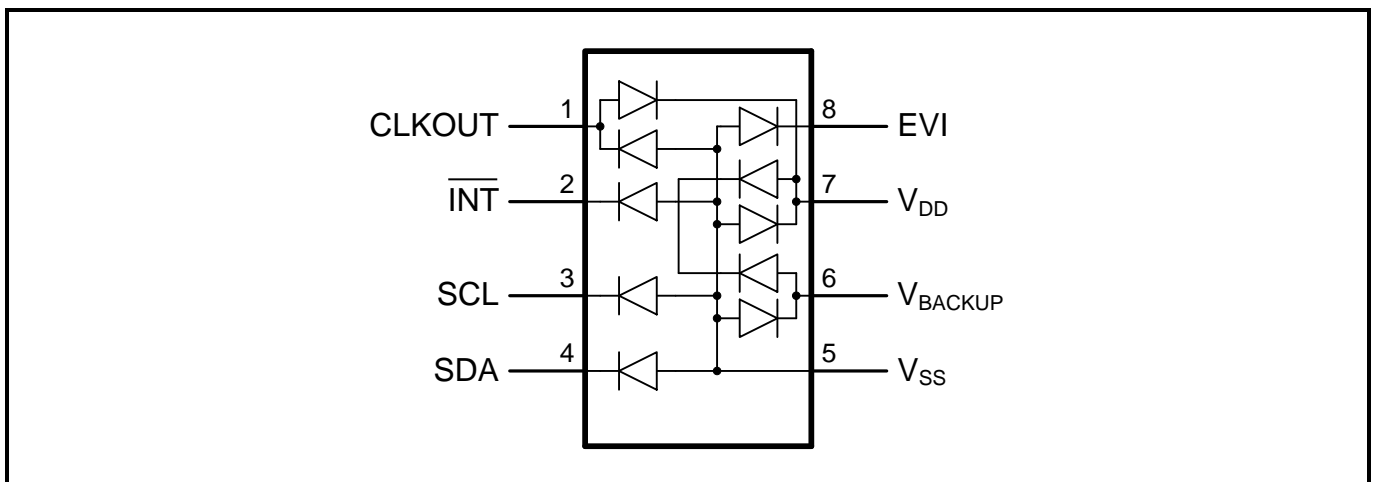 CLKOUT 1
INT 2
SCL 3
SDA 4
8 EVI
7 VDD
6 VBACKUP
5 VSS